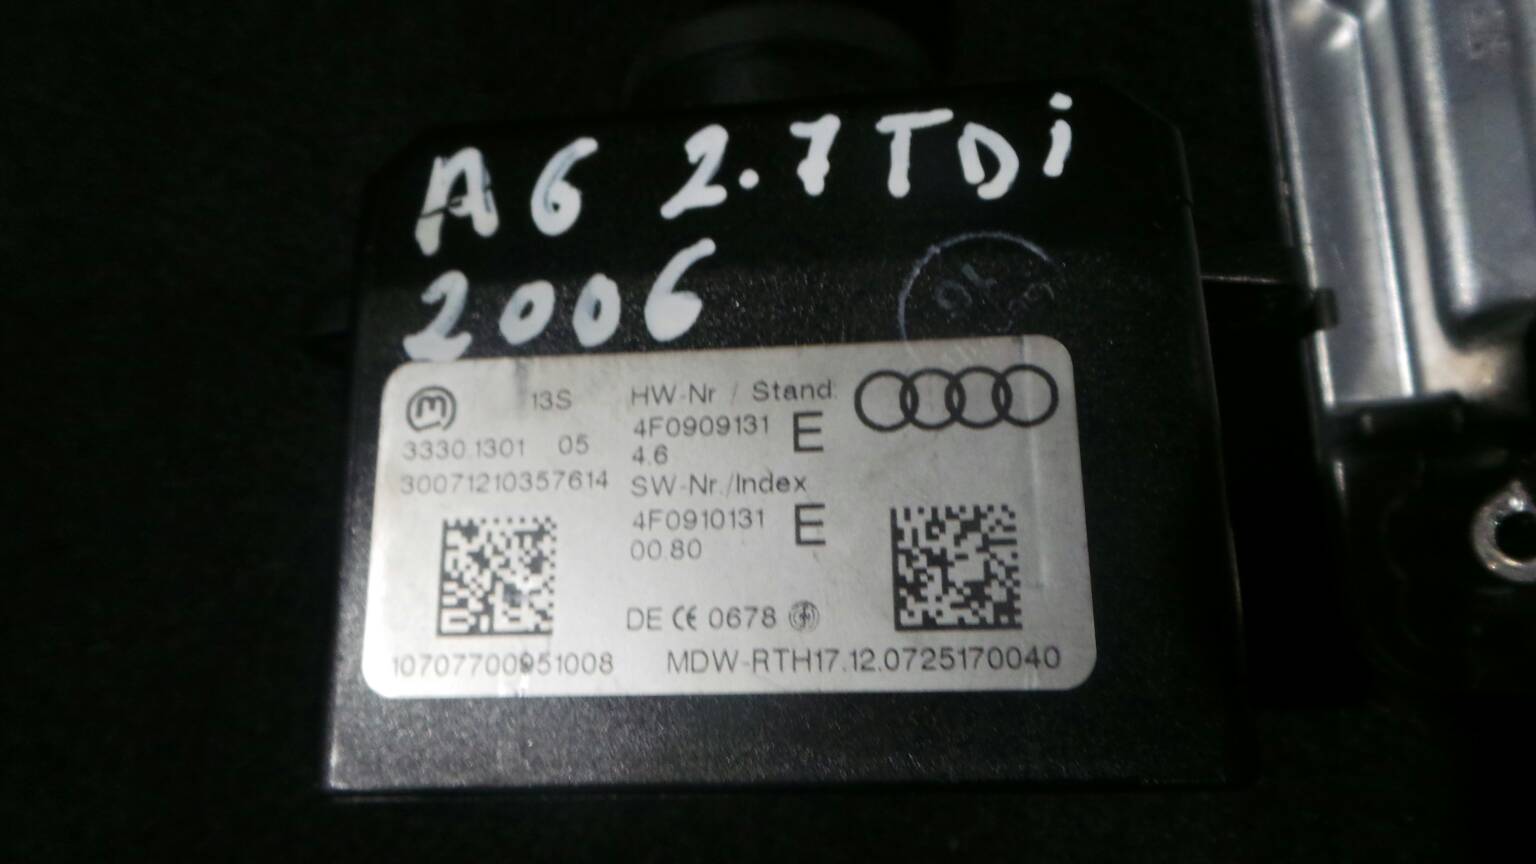 A6 2.7TDi
2006
13S
3330.1301 05
30071210357614
HW-Nr / Stand.
4F0909131 E
4.6
SW-Nr./Index
4F0910131 E
00.80
DE CE 0678
10707700951008 MDW-RTH17.12.0725170040